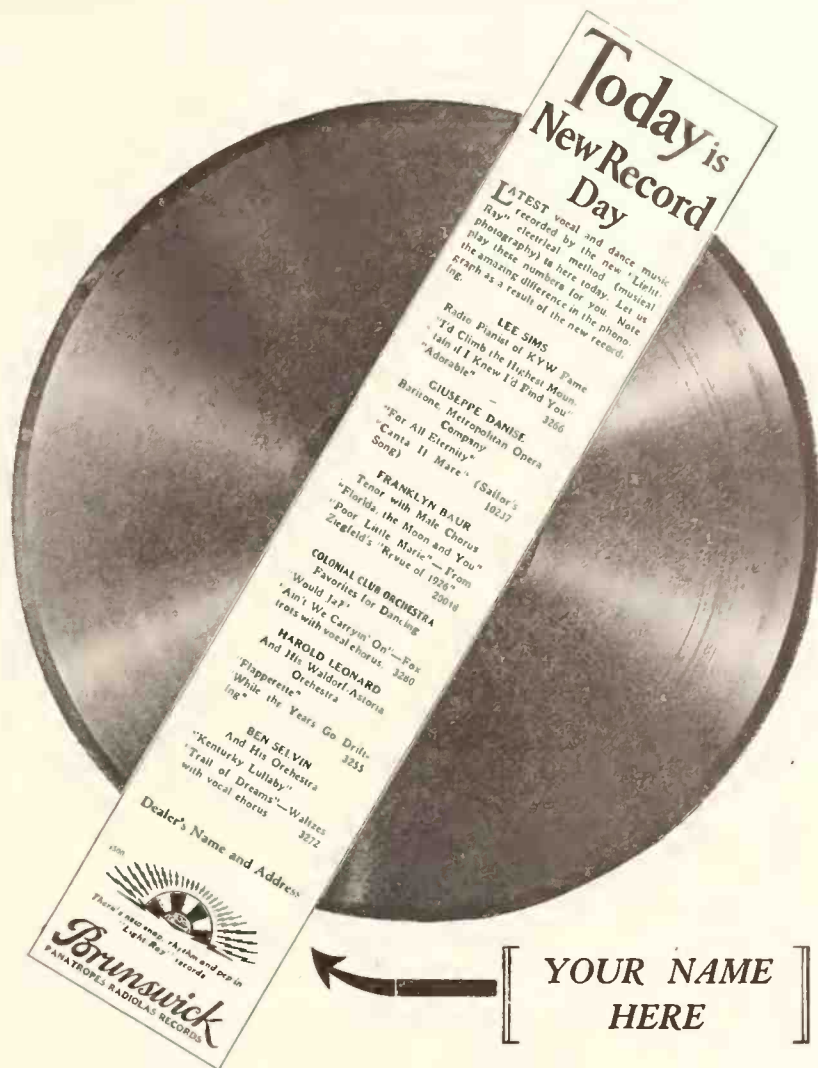 Today is
New Record
Day
LATEST vocal and dance music
recorded by the new "Light-
Ray" electrical method (musical
photography) is here today. Let us
play these numbers for you. Note
the amazing difference in the phono-
graph as a result of the new record-
ing.
LEE SIMS
Radio Pianist of KYW Fame
"I'd Climb the Highest Moun-
tain if I Knew I'd Find You"
"Adorable" 3266
GIUSEPPE DANISE
Baritone, Metropolitan Opera
Company
"For All Eternity"
"Canta Il Mare" (Sailor's
Song) 10237
FRANKLYN BAUR
Tenor with Male Chorus
"Florida, the Moon and You"
"Poor Little Marie"—From
Ziegfeld's "Revue of 1926"
COLONIAL CLUB ORCHESTRA
Favorites for Dancing
"Would Ja?"
"Ain't We Carryin' On"—Fox
trots with vocal chorus. 3280
HAROLD LEONARD
And His Waldorf-Astoria
Orchestra
"Flapperette"
"While the Years Go Drift-
ing" 3255
BEN SELVIN
And His Orchestra
"Kentucky Lullaby"
"Trail of Dreams"—Waltzes
with vocal chorus 3272
Dealer's Name and Address
There's new snap, rhythm and pep in
"Light Ray" records
Brunswick
PANATROPES RADIOLAS RECORDS
YOUR NAME
HERE